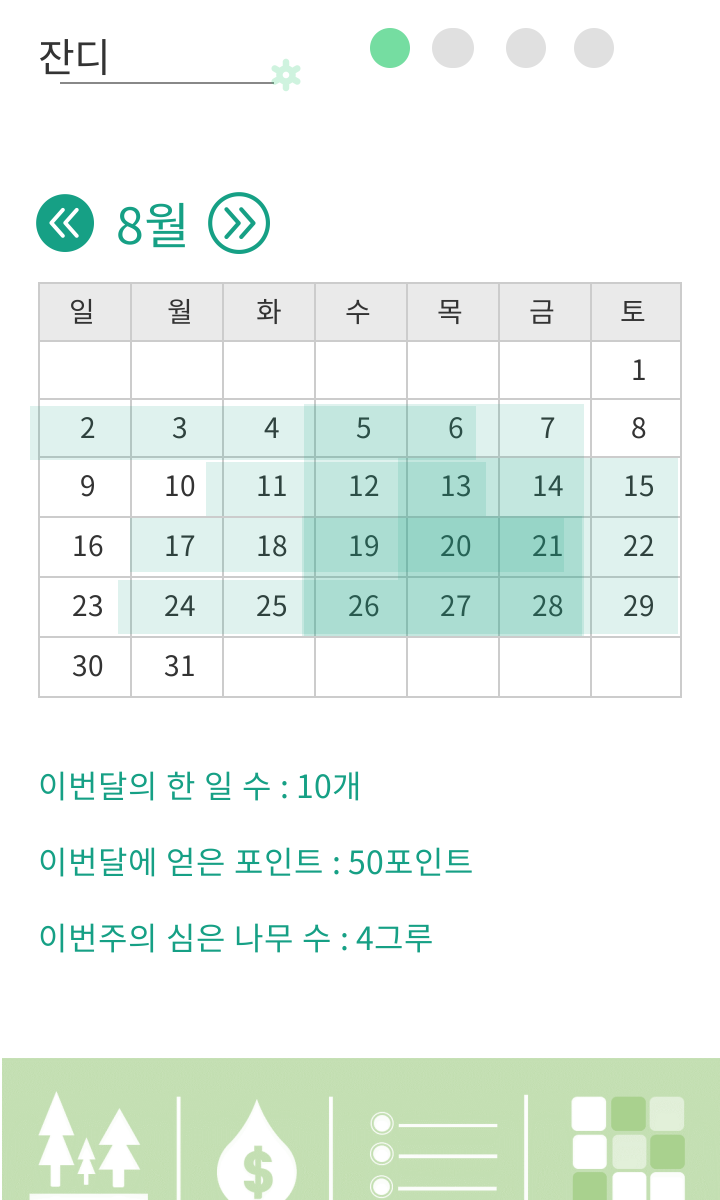 잔디
8월
일 월 화 수 목 금 토
1
2 3 4 5 6 7 8
9 10 11 12 13 14 15
16 17 18 19 20 21 22
23 24 25 26 27 28 29
30 31
이번달의 한 일 수 : 10개
이번달에 얻은 포인트 : 50포인트
이번주의 심은 나무 수 : 4그루
$